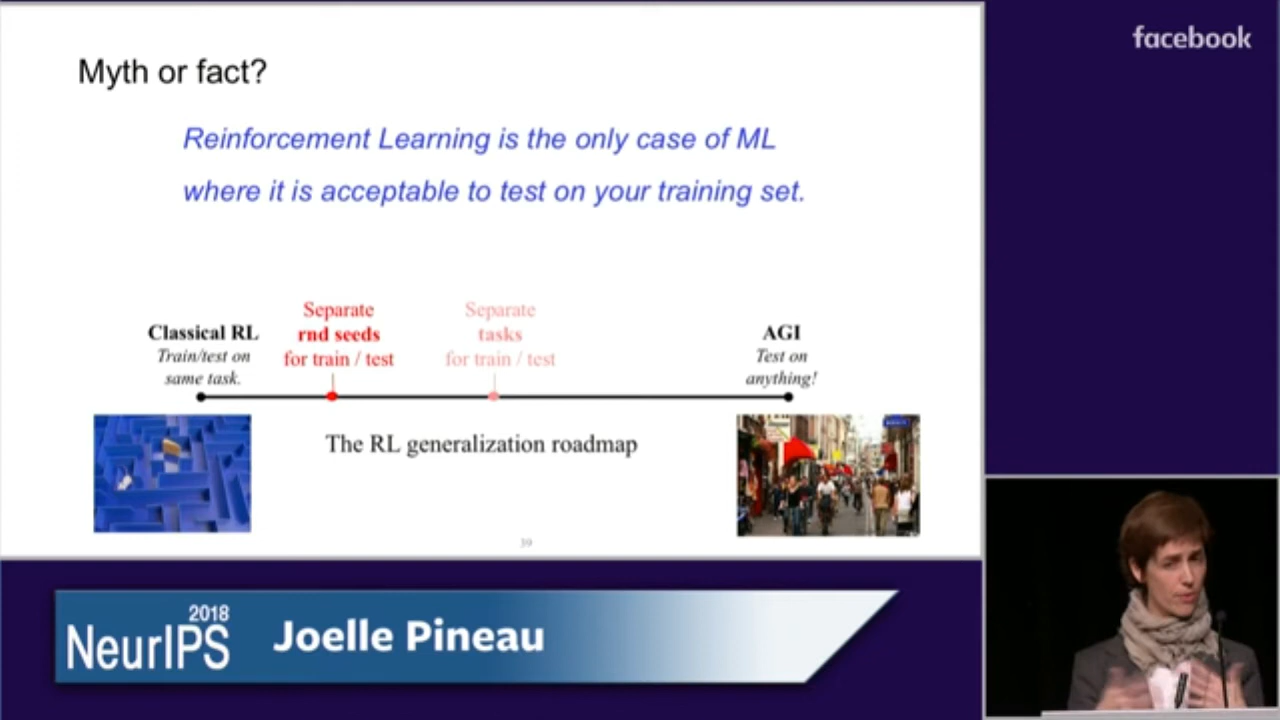 facebook
Myth or fact?
Reinforcement Learning is the only case of ML
where it is acceptable to test on your training set.
Classical RL
Train/test on
same task.
Separate
rnd seeds
for train / test
Separate
tasks
for train / test
AGI
Test on
anything!
The RL generalization roadmap
39
2018
NeurIPS
Joelle Pineau